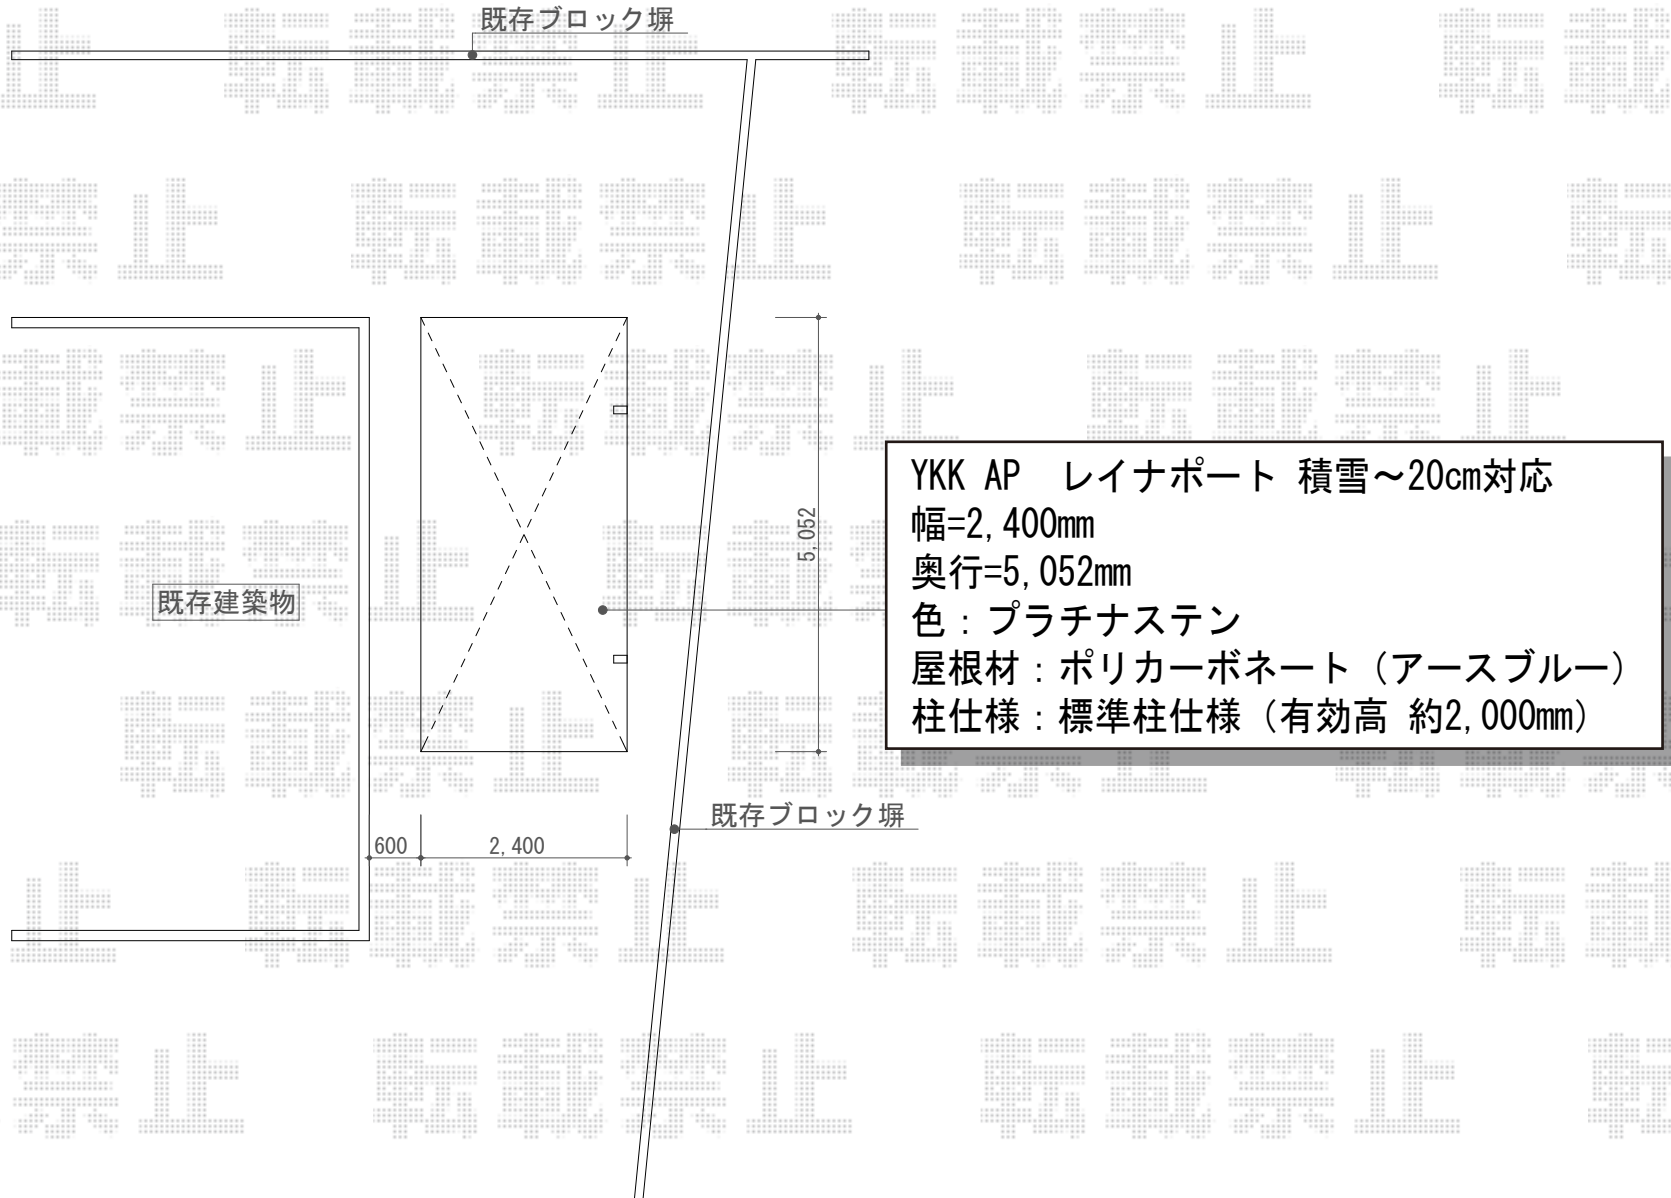 既存ブロック塀
YKK AP レイナポート 積雪～20cm対応
幅=2,400mm
奥行=5,052mm
色：プラチナステン
屋根材：ポリカーボネート（アースブルー）
柱仕様：標準柱仕様（有効高 約2,000mm）
5,052
既存建築物
既存ブロック塀
600
2,400
転載禁止